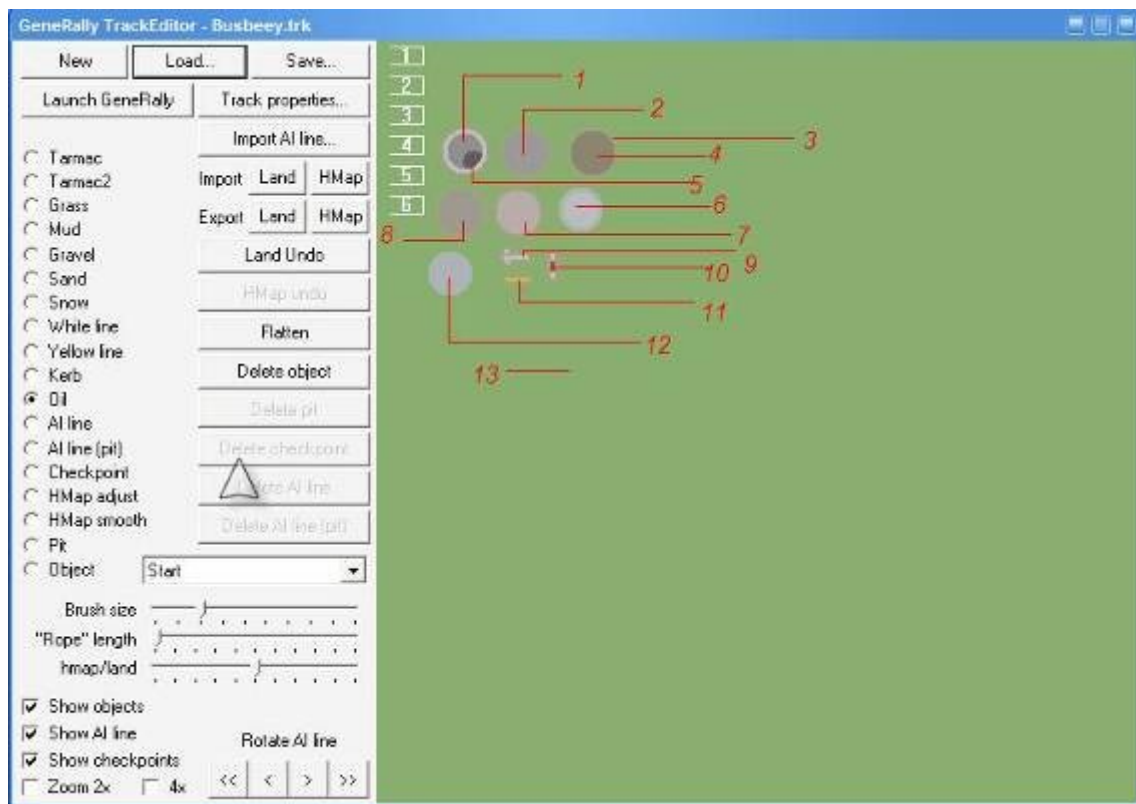 GeneRally TrackEditor - Busbeey.trk
New Load... Save...
Launch GeneRally Track properties...
Import AI line...
Import Land HMap
Export Land HMap
Land Undo
HMap undo
Flatten
Delete object
Delete pit
Delete checkpoint
Delete AI line
Delete AI line (pit)
Tarmac
Tarmac2
Grass
Mud
Gravel
Sand
Snow
White line
Yellow line
Kerb
Oil
AI line
AI line (pit)
Checkpoint
HMap adjust
HMap smooth
Pit
Object Start
Brush size
"Rope" length
hmap/land
Show objects
Show AI line
Show checkpoints
Zoom 2x 4x
Rotate AI line
<< < > >>
1
2
3
4
5
6
1
2
3
4
5
6
7
8
9
10
11
12
13